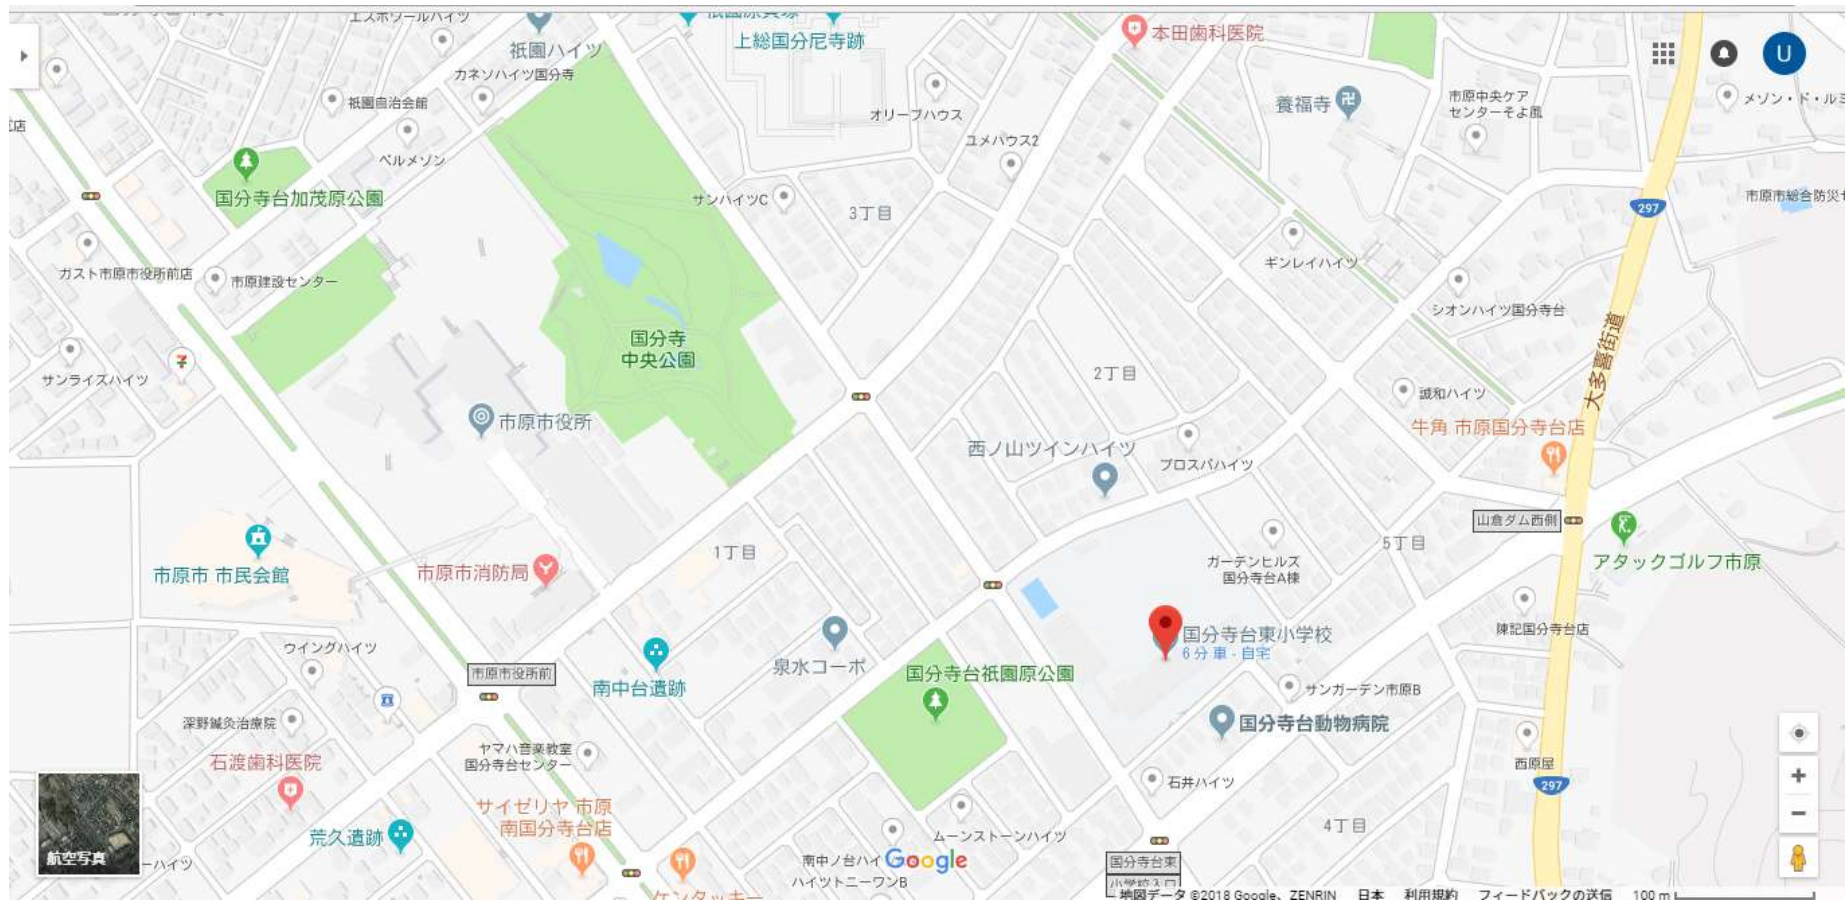 エスポワールハイツ
祇園ハイツ
カネソハイツ国分寺
上総国分尼寺跡
本田歯科医院
U
祇園自治会館
オリーブハウス
養福寺
市原中央ケア
センターそよ風
ベルメゾン
ユメハウス2
国分寺台加茂原公園
サンハイツC
3丁目
297
市原市総合防災
ガスト市原市役所前店
市原建設センター
ギンレイハイツ
シオンハイツ国分寺台
大多喜街道
国分寺
中央公園
サンライズハイツ
2丁目
誠和ハイツ
市原市役所
牛角 市原国分寺台店
西ノ山ツインハイツ
プロスパハイツ
山倉ダム西側
1丁目
5丁目
市原市 市民会館
市原市消防局
ガーデンヒルズ
国分寺台A棟
アタックゴルフ市原
陳記国分寺台店
国分寺台東小学校
6 分 車 - 自宅
ウイングハイツ
市原市役所前
南中台遺跡
泉水コーポ
国分寺台祇園原公園
サンガーデン市原B
深野鍼灸治療院
国分寺台動物病院
ヤマハ音楽教室
国分寺台センター
石渡歯科医院
石井ハイツ
西原屋
297
サイゼリヤ 市原
南国分寺台店
荒久遺跡
ムーンストーンハイツ
4丁目
航空写真
ーハイツ
南中ノ台ハイ
Google
ハイツトニーワンB
国分寺台東
小学校入口
ケンタッキー
地図データ ©2018 Google、ZENRIN 日本 利用規約 フィードバックの送信 100 m